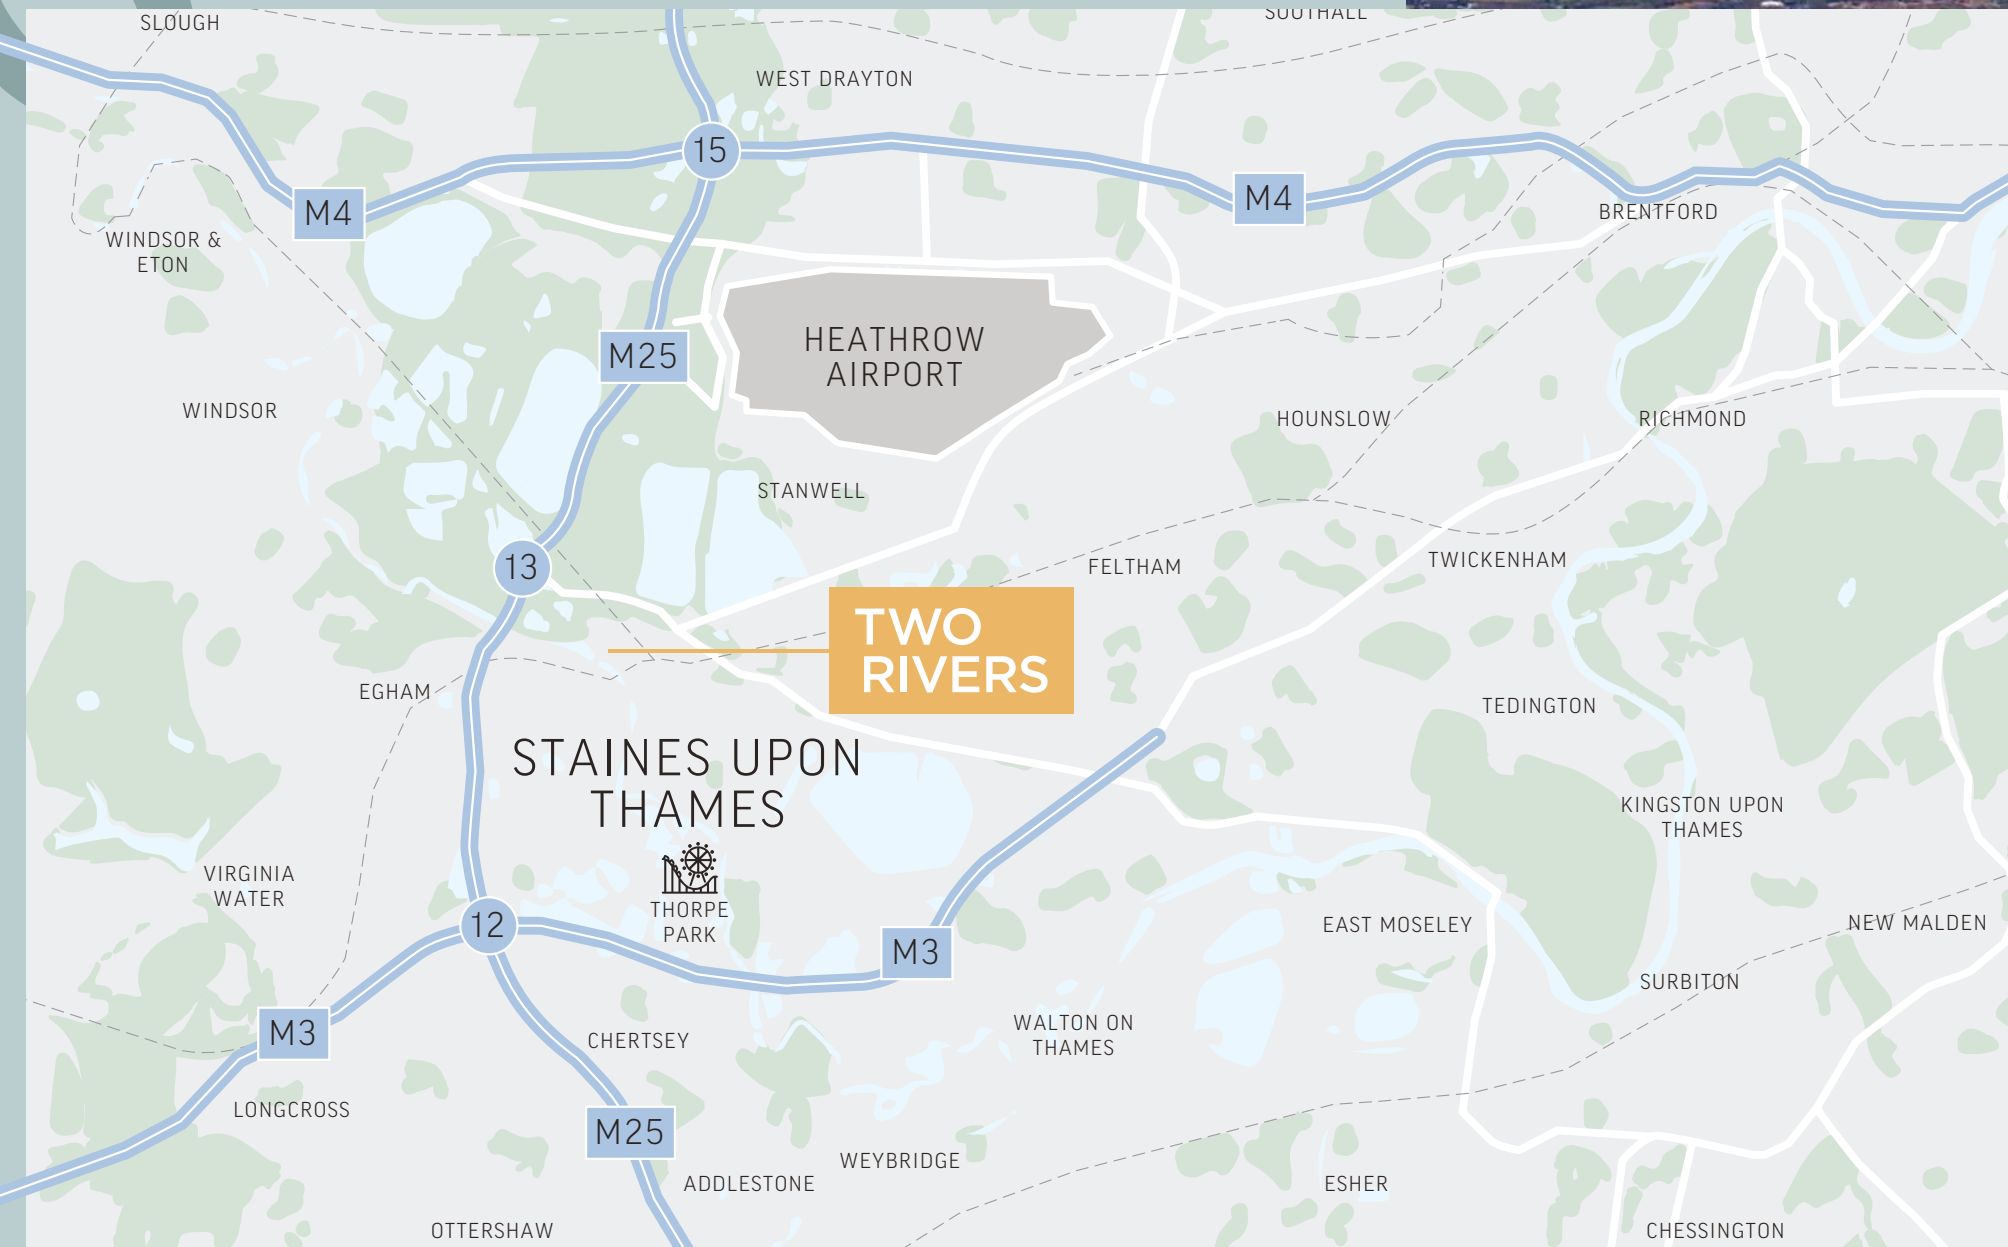 SLOUGH
SOUTHALL
WEST DRAYTON
15
M4
M4
BRENTFORD
WINDSOR &
ETON
HEATHROW
AIRPORT
M25
WINDSOR
HOUNSLOW
RICHMOND
STANWELL
13
FELTHAM
TWICKENHAM
TWO
RIVERS
EGHAM
TEDINGTON
STAINES UPON
THAMES
KINGSTON UPON
THAMES
VIRGINIA
WATER
THORPE
PARK
12
M3
EAST MOSELEY
NEW MALDEN
SURBITON
M3
CHERTSEY
WALTON ON
THAMES
LONGCROSS
M25
WEYBRIDGE
ADDLESTONE
ESHER
OTTERSHAW
CHESSINGTON